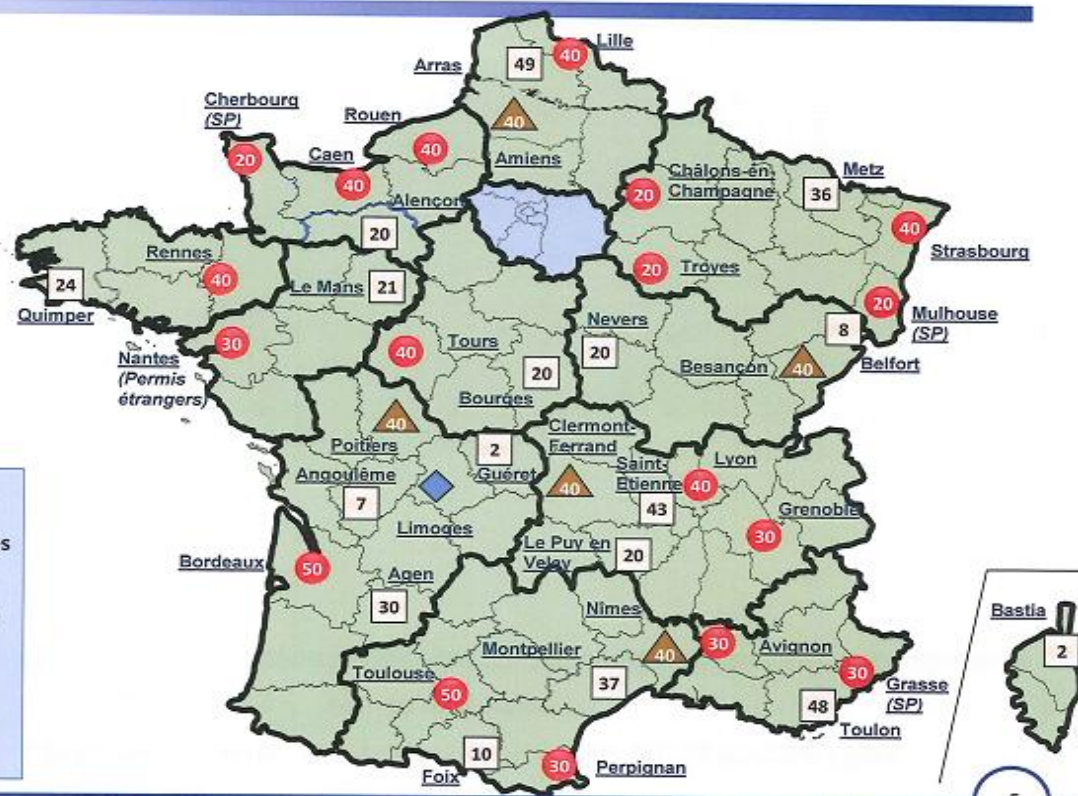 Lille
40
49
Arras
40
Amiens
Cherbourg
(SP)
20
Rouen
40
Caen
40
Alençon
20
Châlons-en-
Champagne
20
Metz
36
40
Strasbourg
20
Troyes
20
Mulhouse
(SP)
8
Belfort
Rennes
40
24
Quimper
Le Mans
21
30
Nantes
(Permis
étrangers)
40
Tours
20
Bourges
Nevers
20
Besançon
40
40
Poitiers
2
Guéret
Angoulême
7
Limoges
Clermont-
Ferrand
40
Saint-
Etienne
43
Lyon
40
Grenoble
30
Le Puy en
Velay
20
Bordeaux
50
Agen
30
Nîmes
40
Montpellier
37
Toulouse
50
10
Foix
30
Perpignan
30
Avignon
30
Grasse
(SP)
48
Toulon
Bastia
2
s